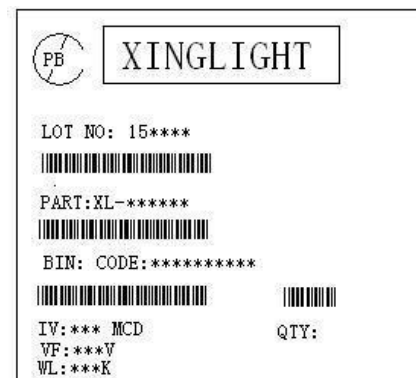 PB
XINGLIGHT
LOT NO: 15****
PART:XL-******
BIN: CODE:**********
IV:*** MCD
QTY:
VF:***V
WL:***K